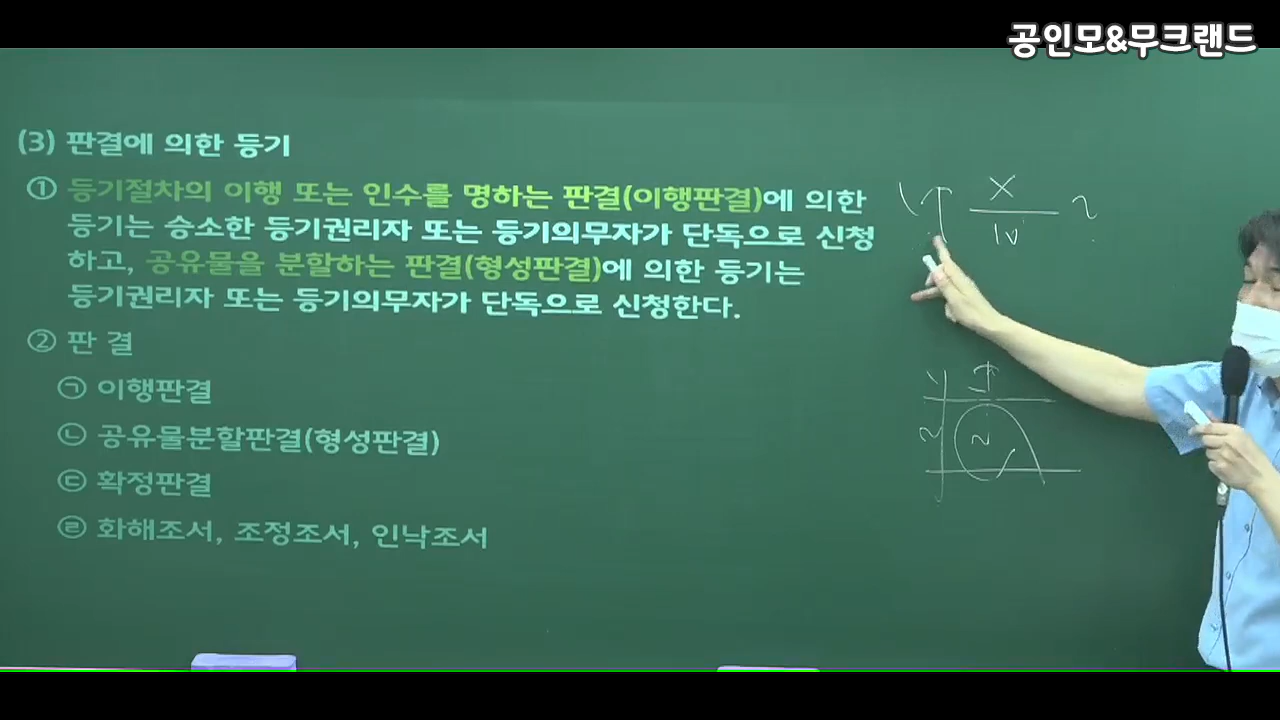 공인모&무크랜드
(3) 판결에 의한 등기
① 등기절차의 이행 또는 인수를 명하는 판결(이행판결)에 의한
등기는 승소한 등기권리자 또는 등기의무자가 단독으로 신청
하고, 공유물을 분할하는 판결(형성판결)에 의한 등기는
등기권리자 또는 등기의무자가 단독으로 신청한다.
② 판 결
㉠ 이행판결
㉡ 공유물분할판결(형성판결)
㉢ 확정판결
㉣ 화해조서, 조정조서, 인낙조서
X